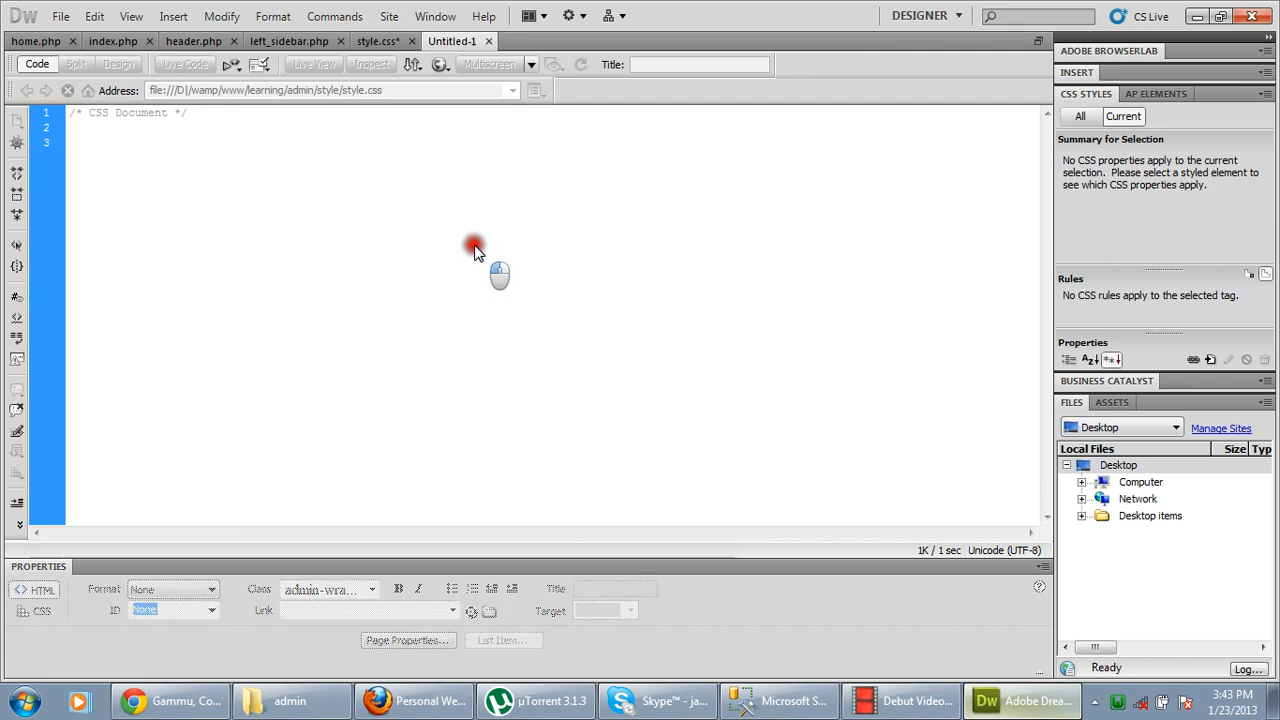 Dw File Edit View Insert Modify Format Commands Site Window Help DESIGNER CS Live
home.php index.php header.php left_sidebar.php style.css* Untitled-1
Code Split Design Live Code Live View Inspect Multiscreen Title:
Address: file:///D|/wamp/www/learning/admin/style/style.css
1 /* CSS Document */
2
3
1K / 1 sec Unicode (UTF-8)
PROPERTIES
<> HTML Format None Class admin-wra... B I Title
CSS ID None Link Target
Page Properties... List Item...
ADOBE BROWSERLAB
INSERT
CSS STYLES AP ELEMENTS
All Current
Summary for Selection
No CSS properties apply to the current
selection. Please select a styled element to
see which CSS properties apply.
Rules
No CSS rules apply to the selected tag.
Properties
BUSINESS CATALYST
FILES ASSETS
Desktop Manage Sites
Local Files Size Typ
Desktop
Computer
Network
Desktop items
Ready Log...
Gammu, Co... admin Personal We... µTorrent 3.1.3 Skype™ - ja... Microsoft S... Debut Video... Dw Adobe Drea...
3:43 PM
1/23/2013